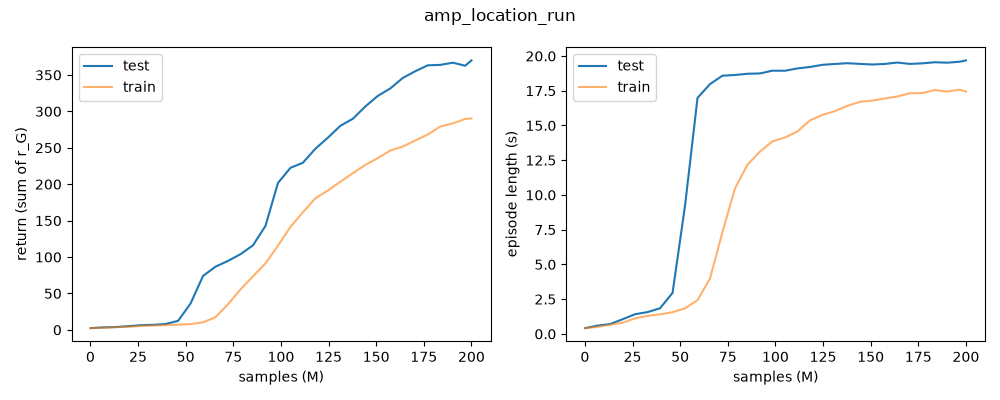 amp_location_run
test
train
return (sum of r_G)
350
300
250
200
150
100
50
0
0 25 50 75 100 125 150 175 200
samples (M)
test
train
episode length (s)
20.0
17.5
15.0
12.5
10.0
7.5
5.0
2.5
0.0
0 25 50 75 100 125 150 175 200
samples (M)